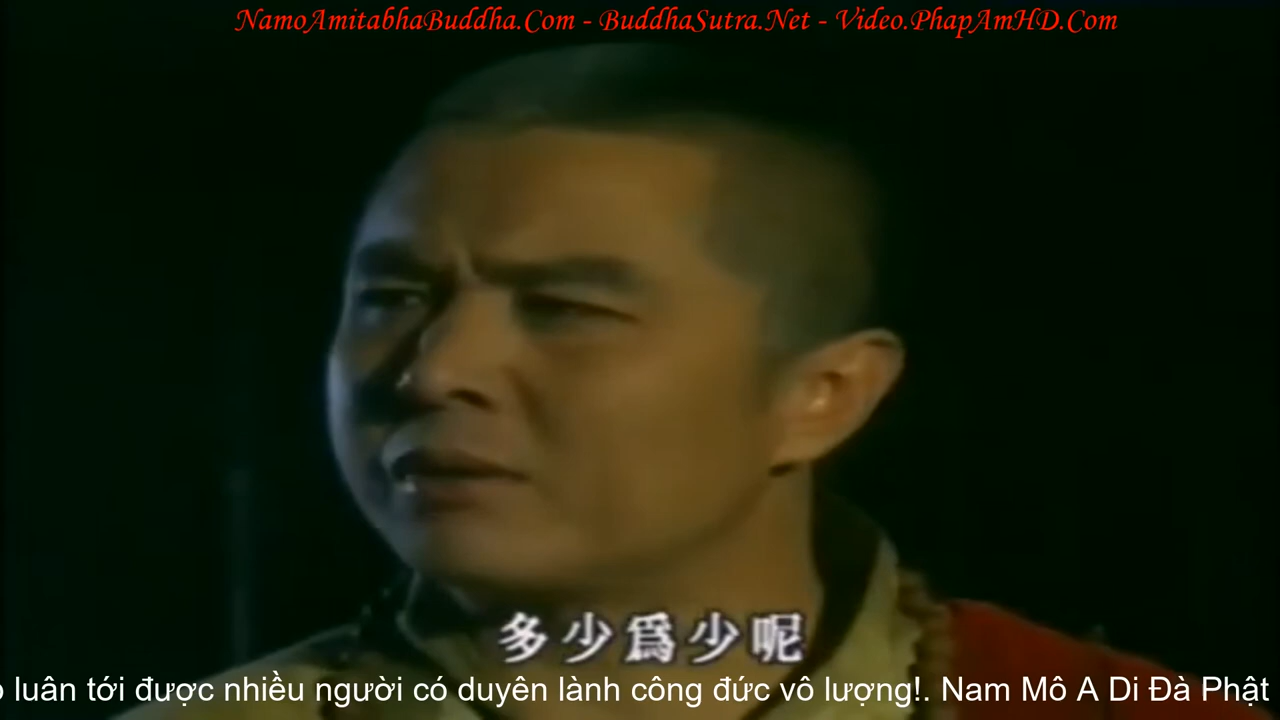 NamoAmitabhaBuddha.Com - BuddhaSutra.Net - Video.PhapAmHD.Com
多少爲少呢
luân tới được nhiều người có duyên lành công đức vô lượng!. Nam Mô A Di Đà Phật